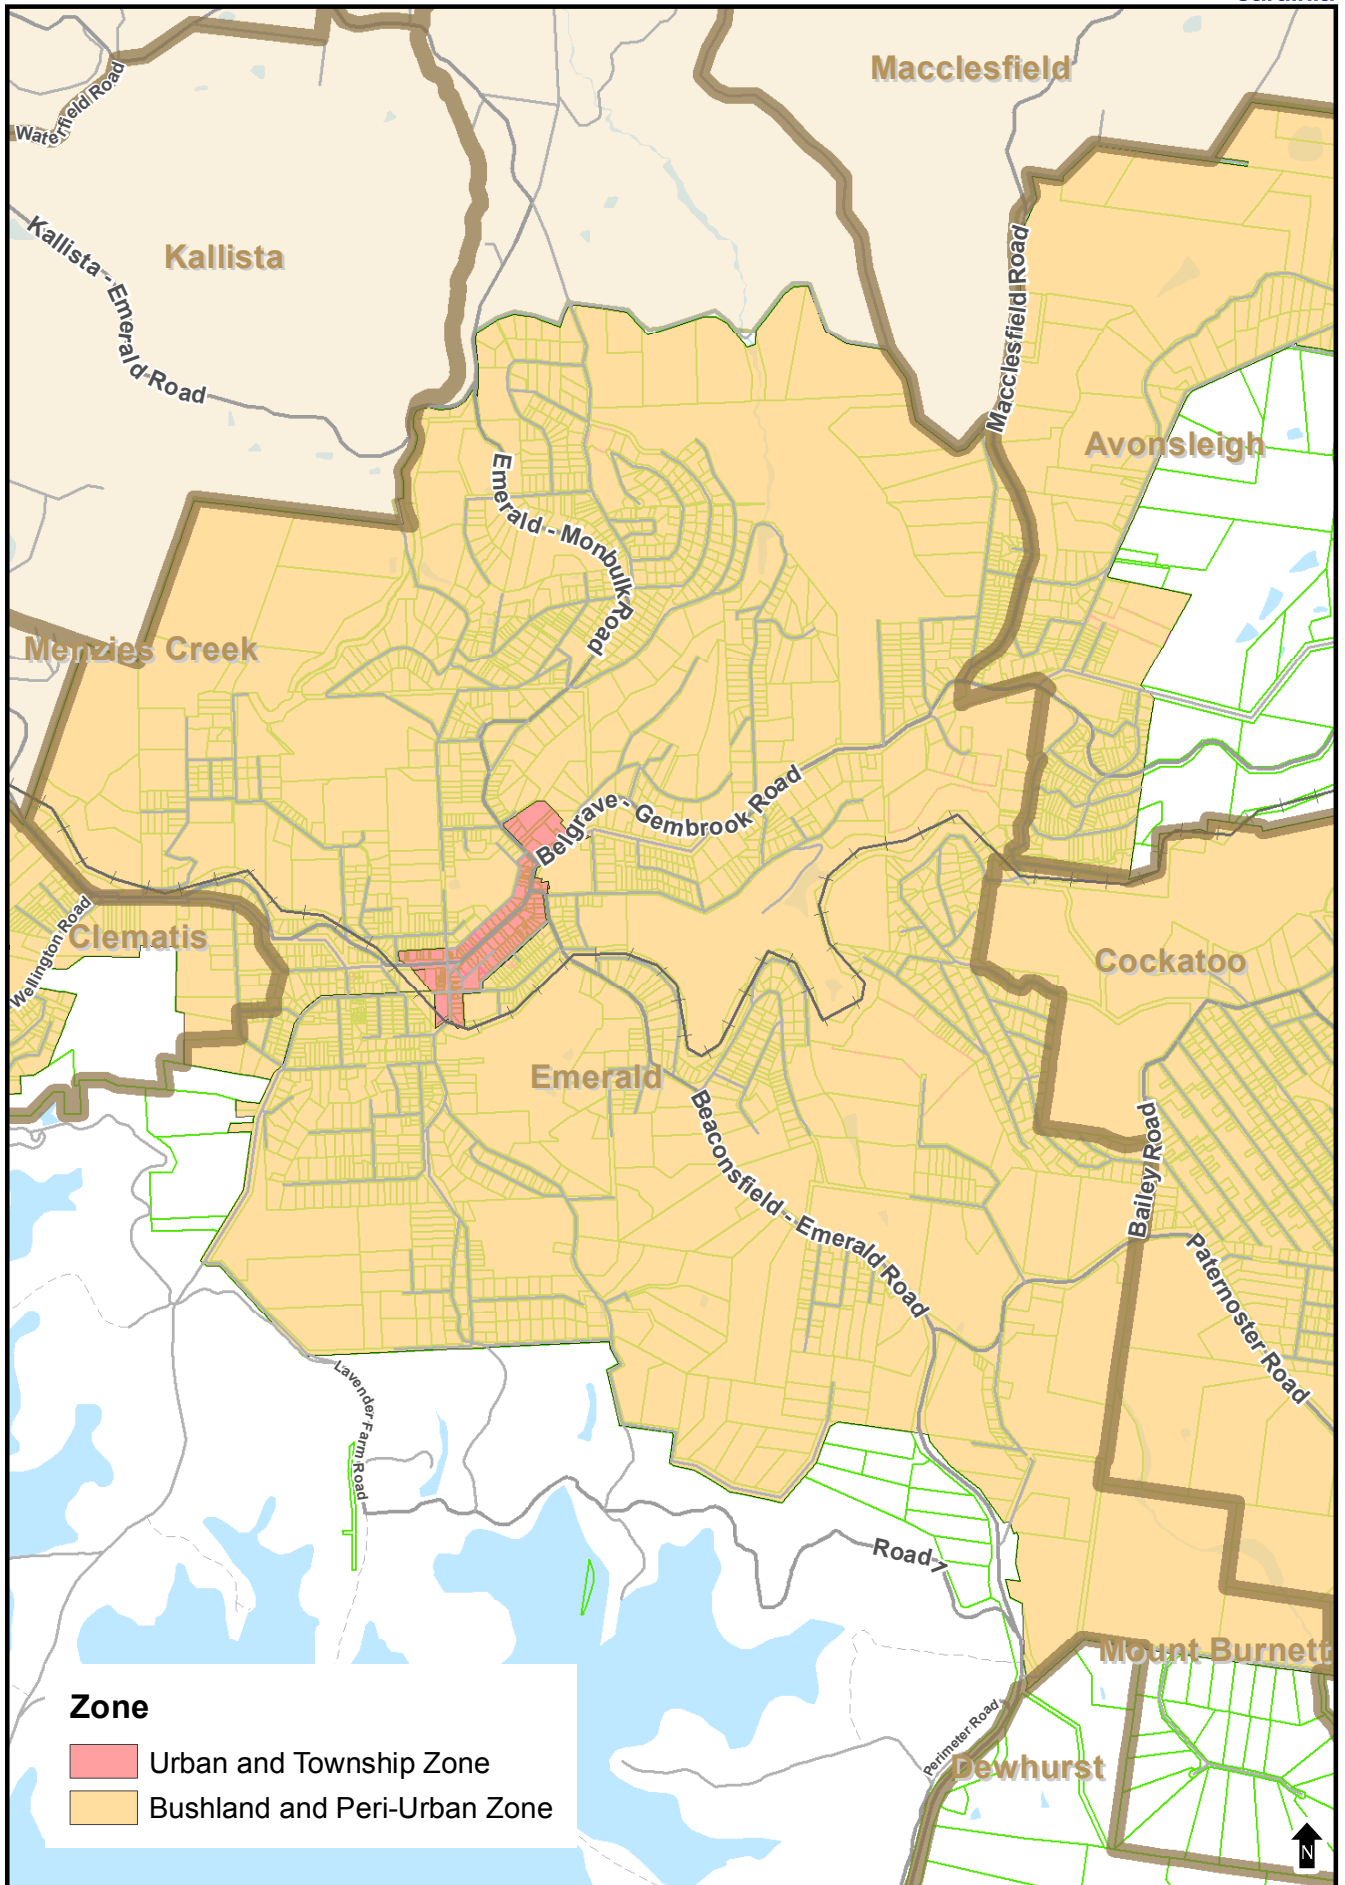 Macclesfield
Waterfield Road
Kallista
Kallista - Emerald Road
Macclesfield Road
Avonsleigh
Emerald - Monbulk Road
Menzies Creek
Belgrave - Gembrook Road
Clematis
Wellington Road
Cockatoo
Emerald
Beaconsfield - Emerald Road
Bailey Road
Paternoster Road
Lavender Farm Road
Road 7
Mount Burnett
Perimeter Road
Dewhurst
Zone
Urban and Township Zone
Bushland and Peri-Urban Zone
N